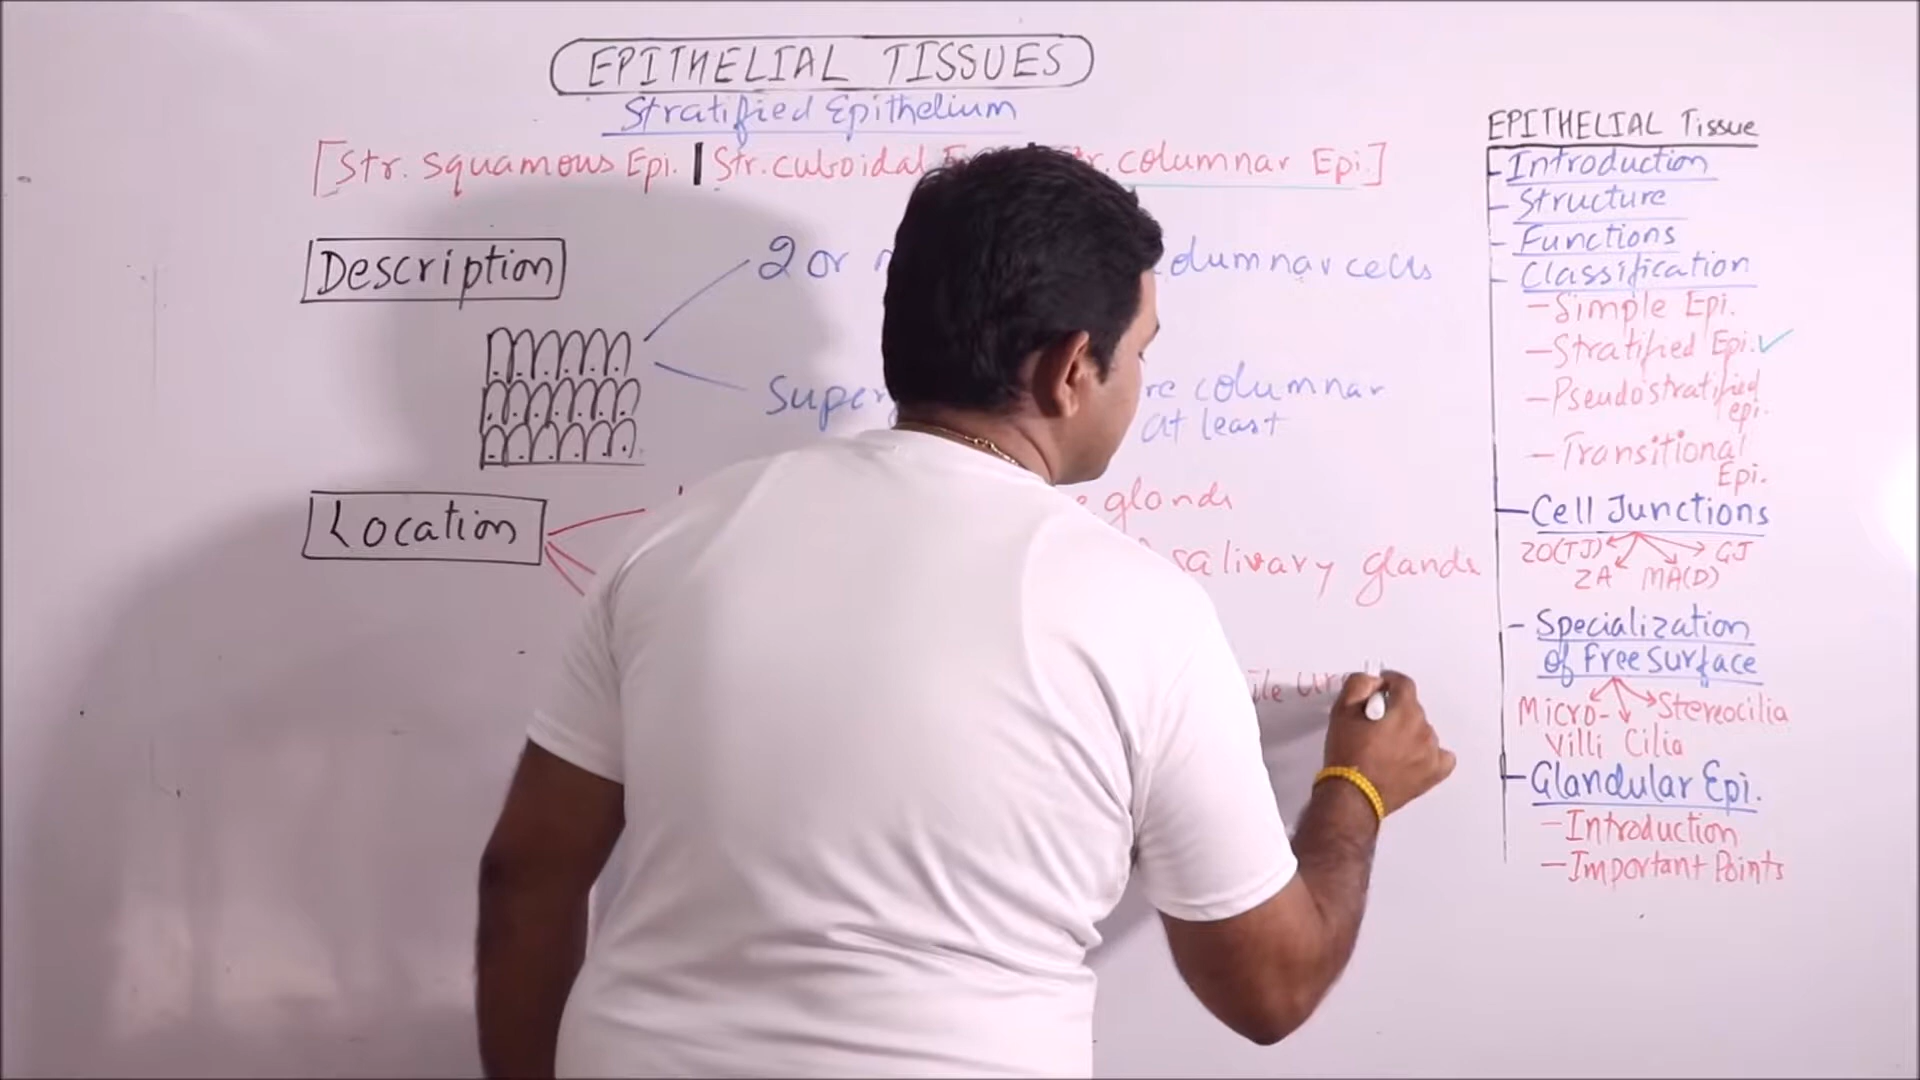 EPITHELIAL TISSUES
Stratified Epithelium
[Str. Squamous Epi. | Str. cuboidal columnar Epi.]
Description
2 or columnar cells
columnar
at least
Location
glands
salivary glands
EPITHELIAL Tissue
- Introduction
- Structure
- Functions
- Classification
- Simple Epi.
- Stratified Epi. ✓
- Pseudostratified
epi.
- Transitional
Epi.
- Cell Junctions
ZO(TJ) GJ
ZA MA(D)
- Specialization
of Free Surface
Micro- Stereocilia
Villi Cilia
- Glandular Epi.
- Introduction
- Important Points